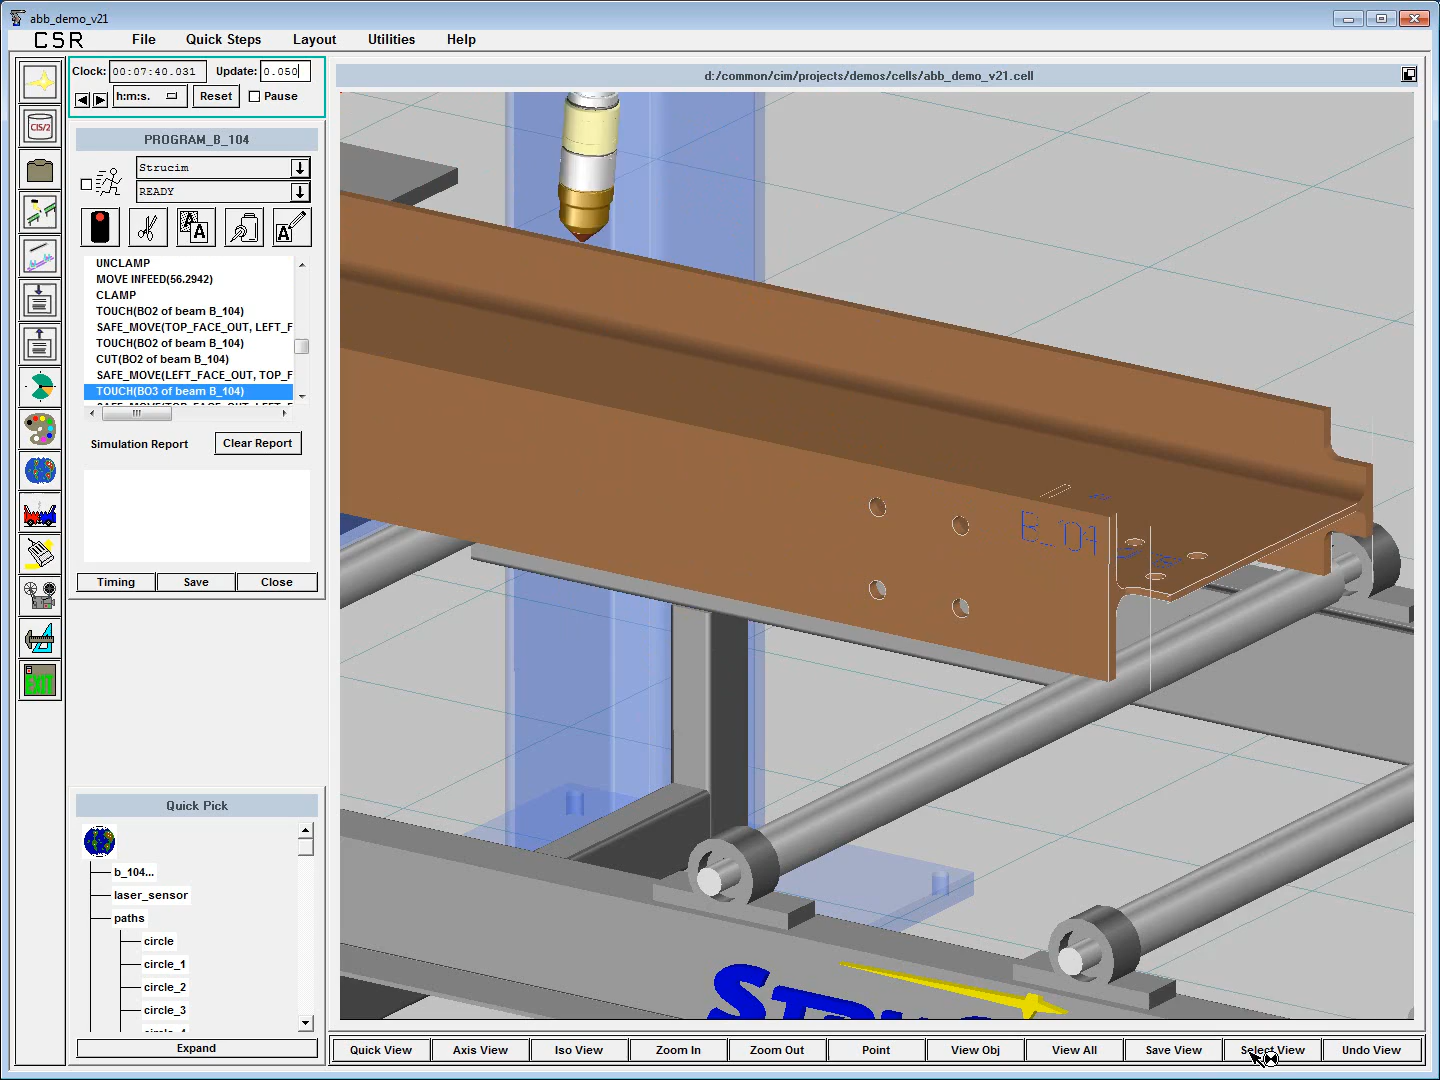 abb_demo_v21
CSR
File
Quick Steps
Layout
Utilities
Help
Clock: 00:07:40.031 Update: 0.050
h:m:s. Reset Pause
d:/common/cim/projects/demos/cells/abb_demo_v21.cell
CIS/2
PROGRAM_B_104
Strucim
READY
UNCLAMP
MOVE INFEED(56.2942)
CLAMP
TOUCH(BO2 of beam B_104)
SAFE_MOVE(TOP_FACE_OUT, LEFT_F
TOUCH(BO2 of beam B_104)
CUT(BO2 of beam B_104)
SAFE_MOVE(LEFT_FACE_OUT, TOP_F
TOUCH(BO3 of beam B_104)
Simulation Report Clear Report
Timing Save Close
EXIT
B_104
Quick Pick
b_104...
laser_sensor
paths
circle
circle_1
circle_2
circle_3
Expand
Quick View Axis View Iso View Zoom In Zoom Out Point View Obj View All Save View Select View Undo View